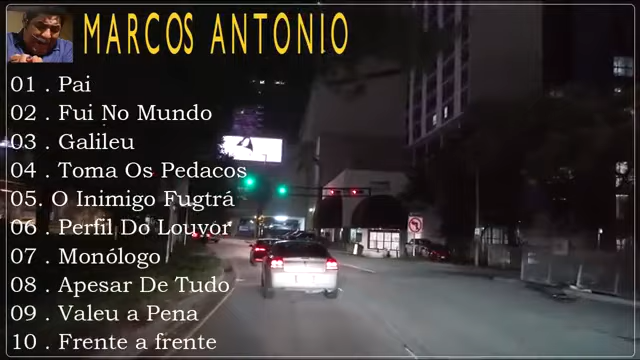 MARCOS ANTONIO
01 . Pai
02 . Fui No Mundo
03 . Galileu
04 . Toma Os Pedacos
05. O Inimigo Fugtrá
06 . Perfil Do Louvor
07 . Monólogo
08 . Apesar De Tudo
09 . Valeu a Pena
10 . Frente a frente